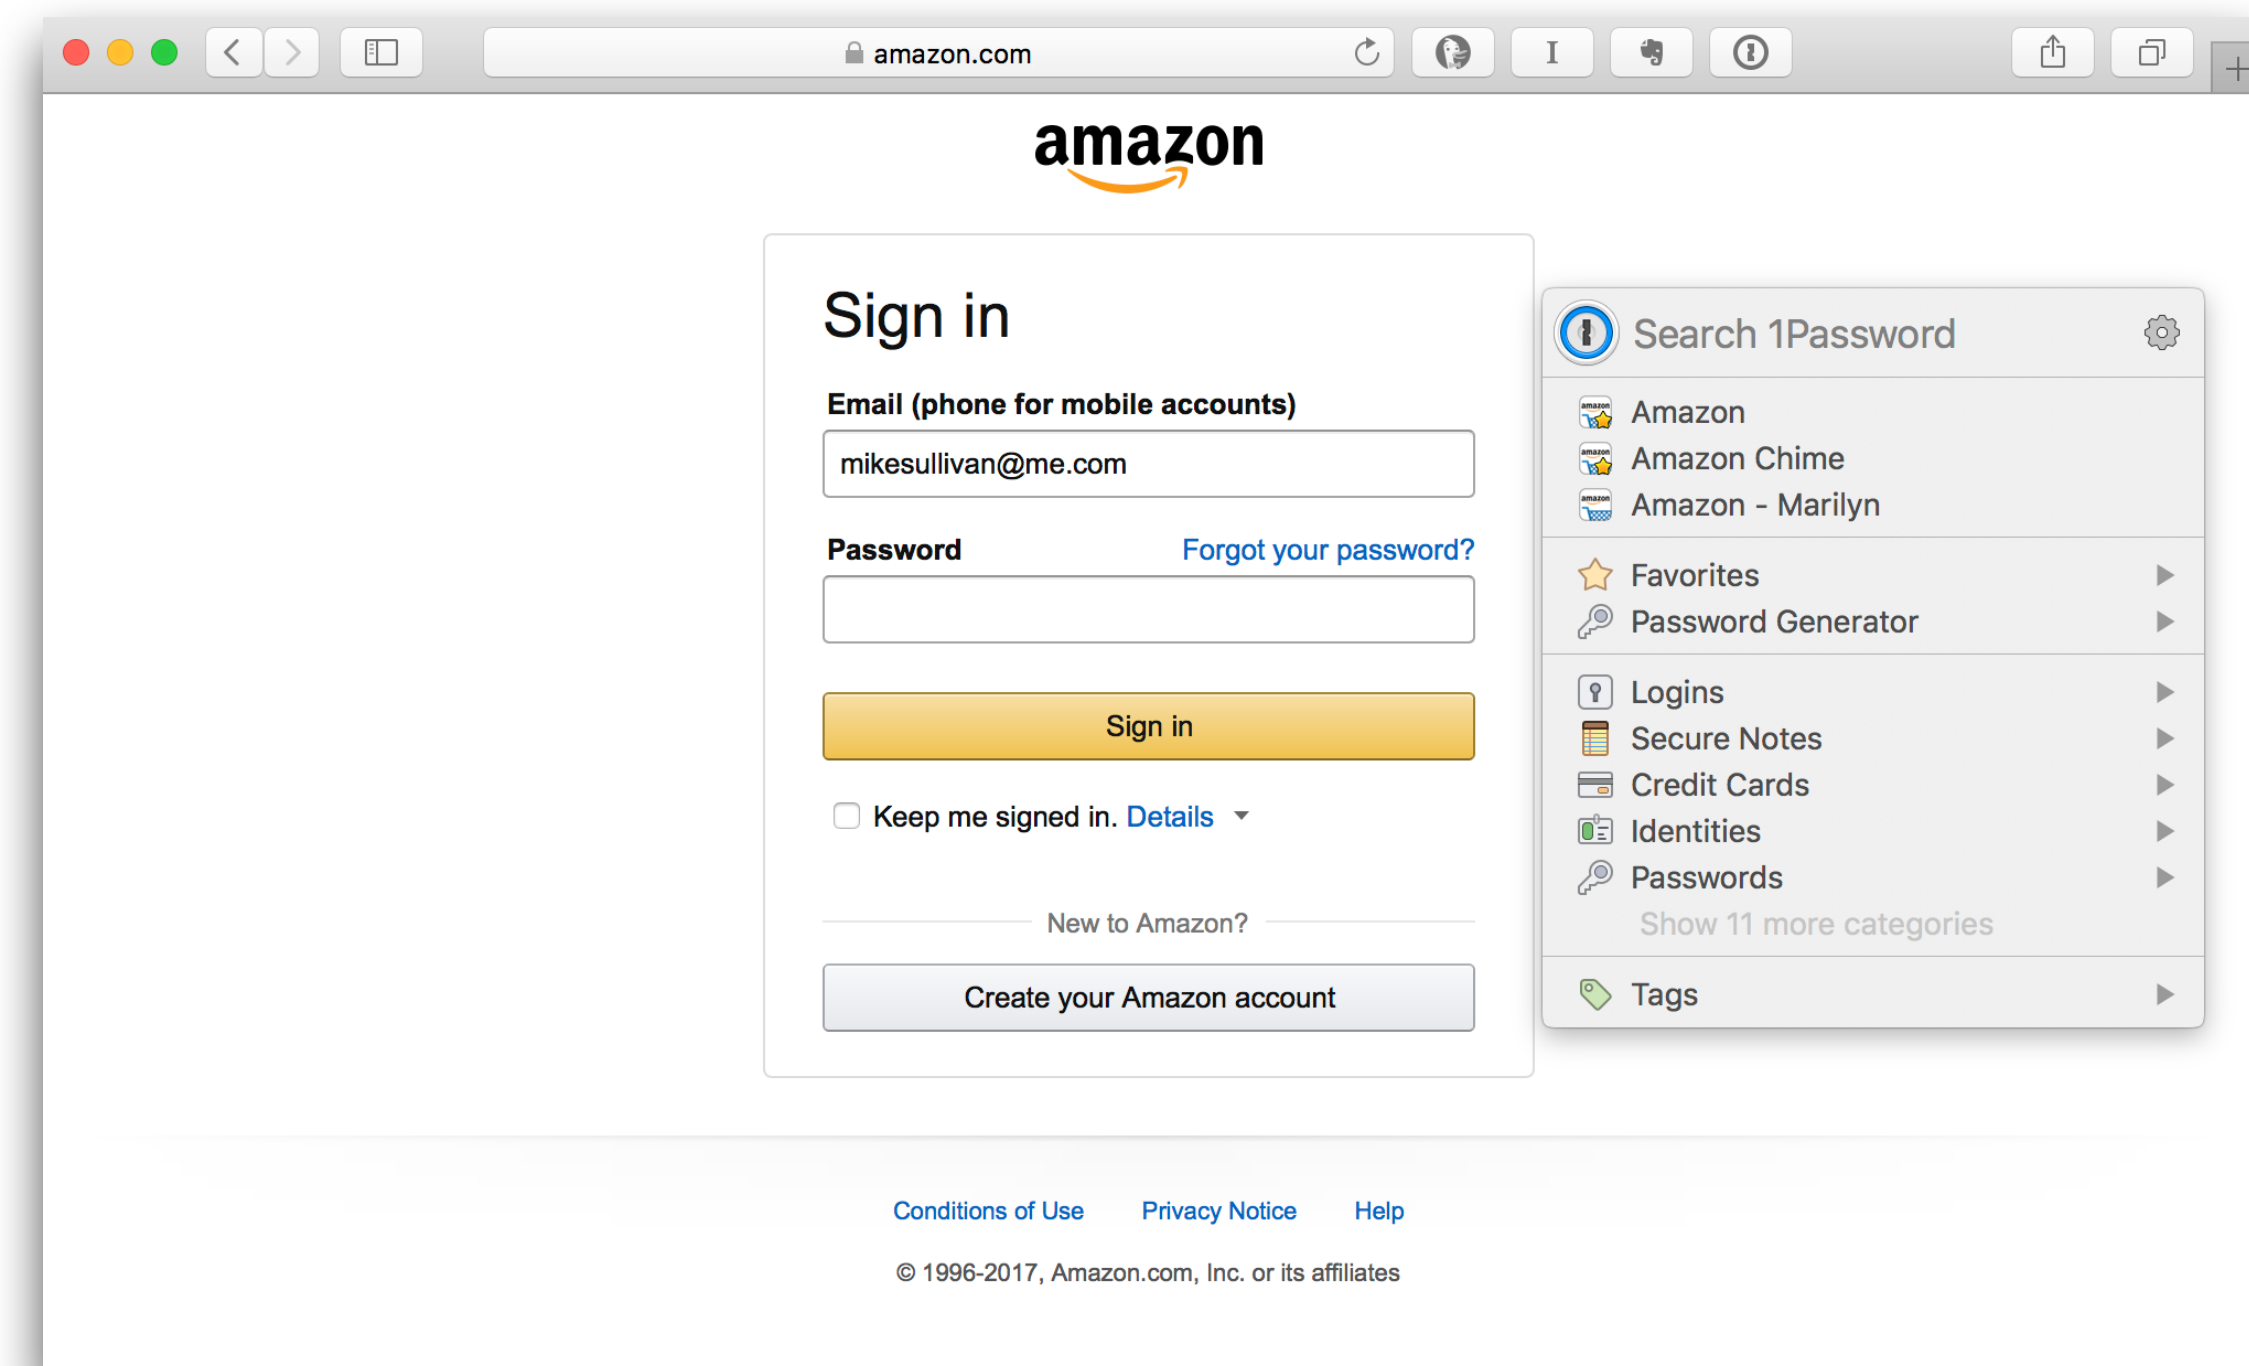 amazon.com
I
amazon
Sign in
Email (phone for mobile accounts)
mikesullivan@me.com
Password Forgot your password?
Sign in
Keep me signed in. Details
New to Amazon?
Create your Amazon account
Conditions of Use Privacy Notice Help
© 1996-2017, Amazon.com, Inc. or its affiliates
Search 1Password
amazon Amazon
amazon Amazon Chime
amazon Amazon - Marilyn
Favorites
Password Generator
Logins
Secure Notes
Credit Cards
Identities
Passwords
Show 11 more categories
Tags